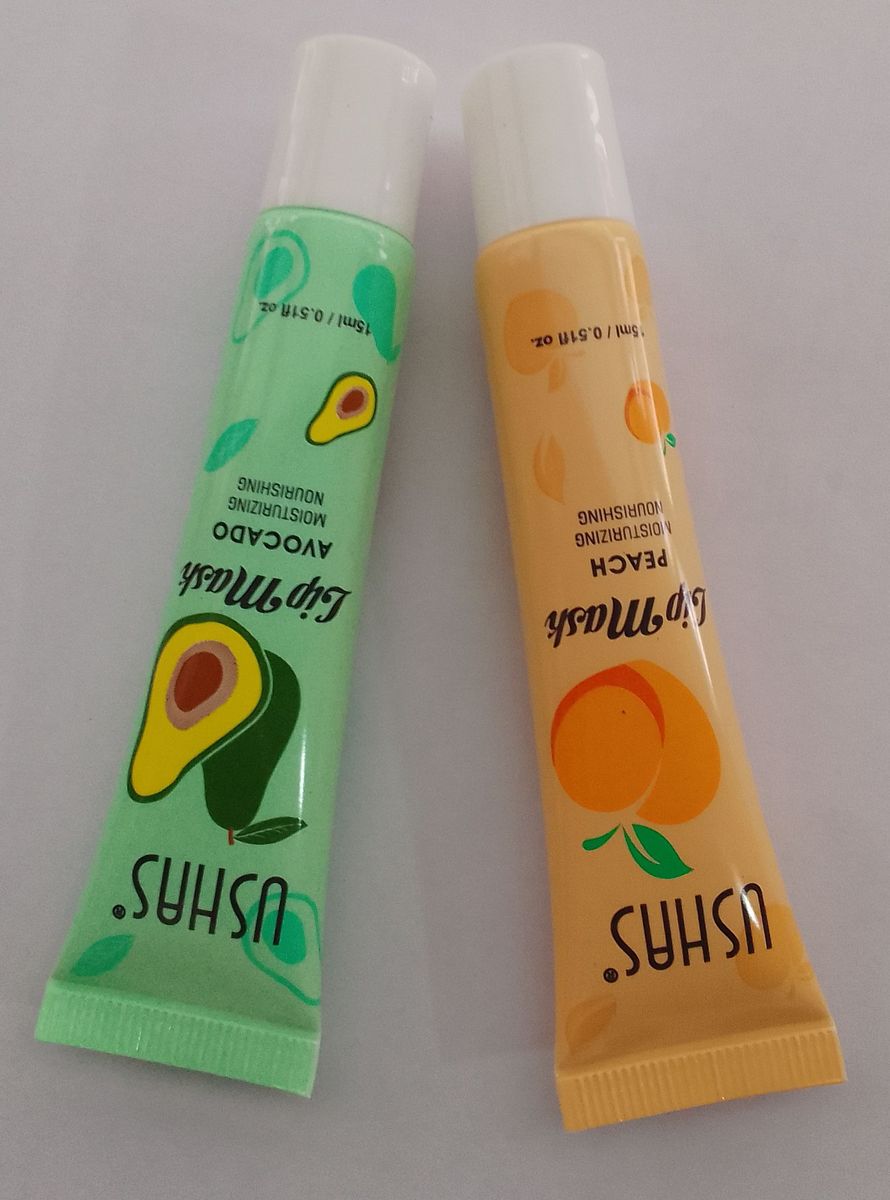 USHAS®
Lip Mask
AVOCADO
MOISTURIZING
NOURISHING
15ml / 0.51fl oz.
USHAS®
Lip Mask
PEACH
MOISTURIZING
NOURISHING
15ml / 0.51fl oz.